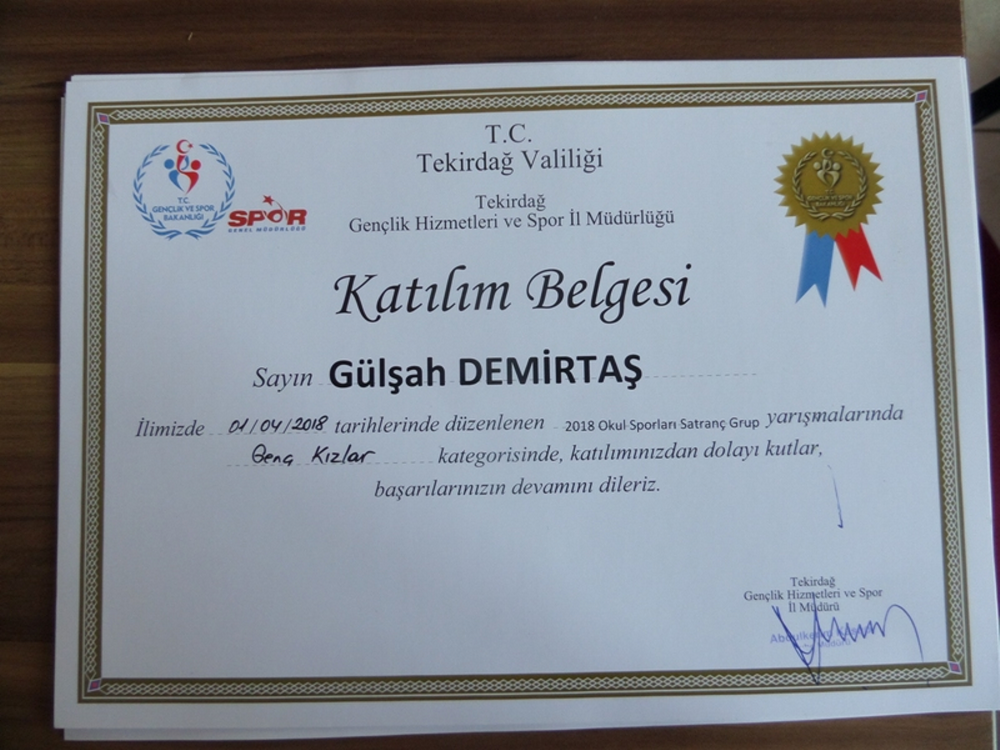 T.C.
Tekirdağ Valiliği
Tekirdağ
Gençlik Hizmetleri ve Spor İl Müdürlüğü
T.C.
GENÇLİK VE SPOR
BAKANLIĞI
SPOR
GENEL MÜDÜRLÜĞÜ
Katılım Belgesi
Sayın Gülşah DEMİRTAŞ
İlimizde 01/04/2018 tarihlerinde düzenlenen 2018 Okul Sporları Satranç Grup yarışmalarında
Genç Kızlar kategorisinde, katılımınızdan dolayı kutlar,
başarılarınızın devamını dileriz.
Tekirdağ
Gençlik Hizmetleri ve Spor
İl Müdürü